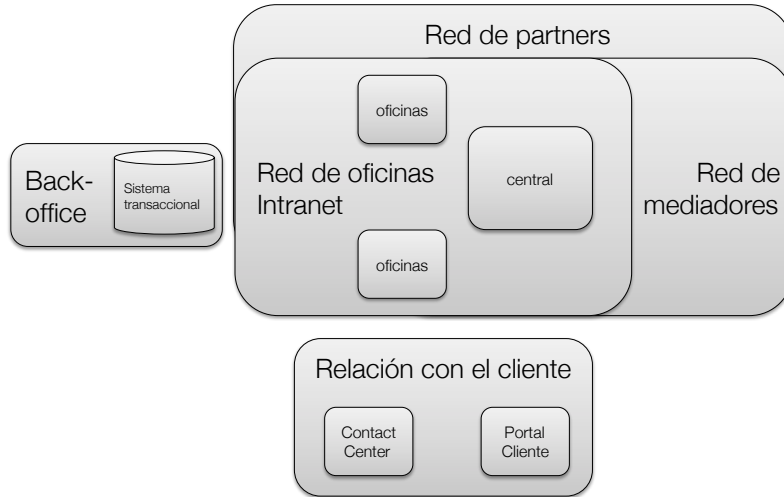 Red de partners
oficinas
Back-
office
Sistema
transaccional
Red de oficinas
Intranet
central
Red de
mediadores
oficinas
Relación con el cliente
Contact
Center
Portal
Cliente